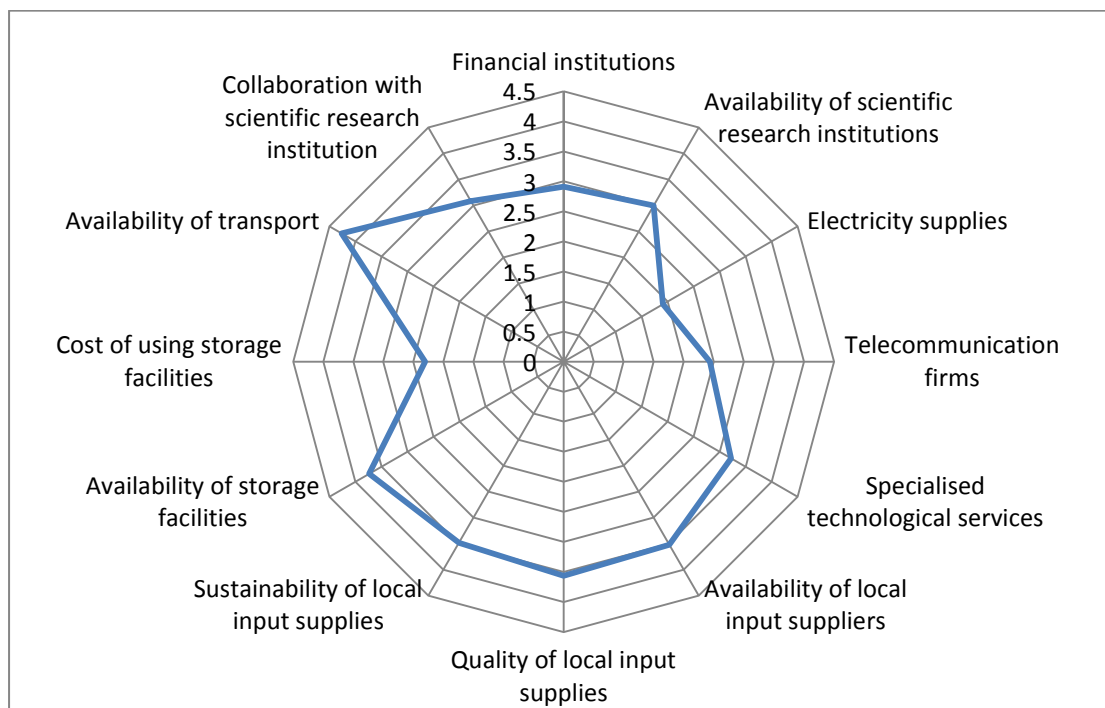 Financial institutions
Availability of scientific
research institutions
Electricity supplies
Telecommunication
firms
Specialised
technological services
Availability of local
input suppliers
Quality of local input
supplies
Sustainability of local
input supplies
Availability of storage
facilities
Cost of using storage
facilities
Availability of transport
Collaboration with
scientific research
institution
4.5
4
3.5
3
2.5
2
1.5
1
0.5
0